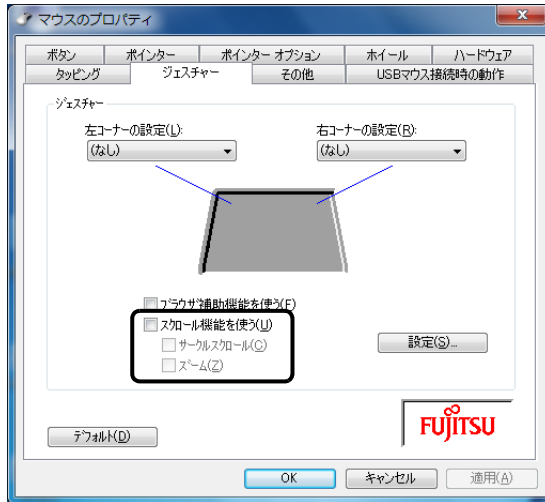 マウスのプロパティ
ボタン ポインター ポインター オプション ホイール ハードウェア
タッピング ジェスチャー その他 USBマウス接続時の動作
ジェスチャー
左コーナーの設定(L): 右コーナーの設定(R):
(なし) (なし)
ブラウザ補助機能を使う(F)
スクロール機能を使う(U)
サークルスクロール(C) 設定(S)...
ズーム(Z)
FUJITSU
デフォルト(D)
OK キャンセル 適用(A)